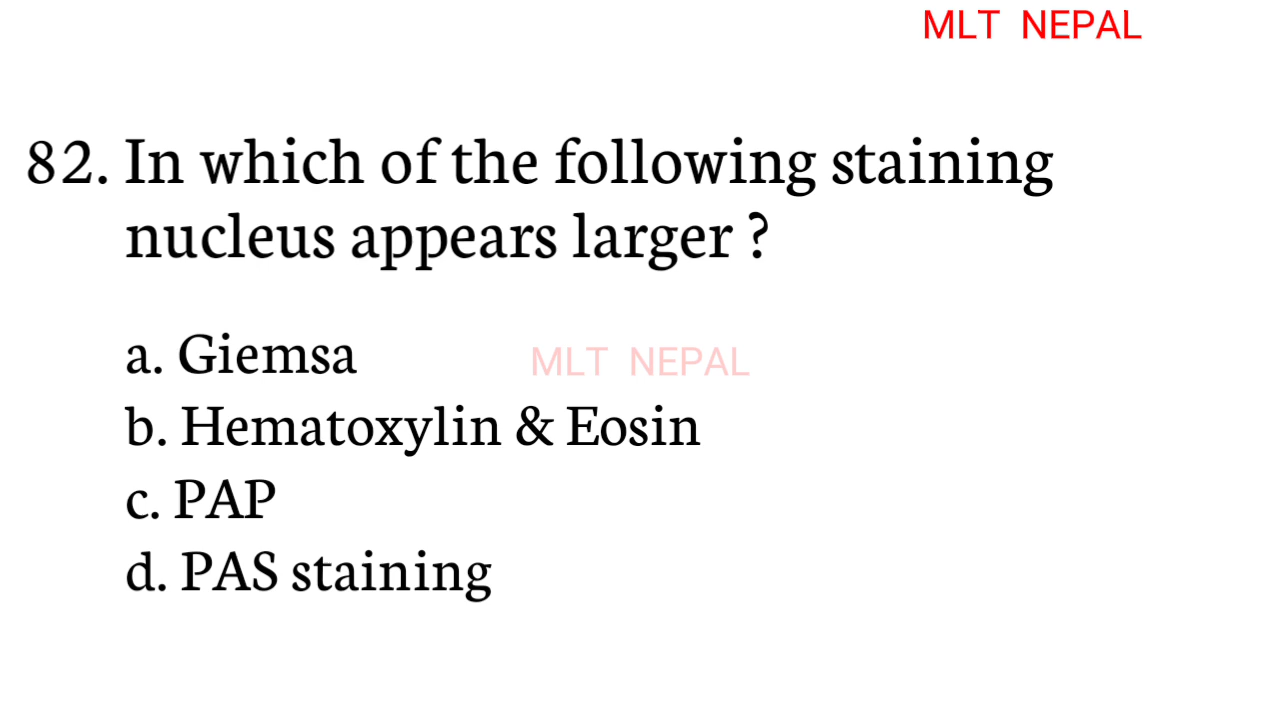 MLT NEPAL
82. In which of the following staining
nucleus appears larger ?
a. Giemsa
MLT NEPAL
b. Hematoxylin & Eosin
c. PAP
d. PAS staining